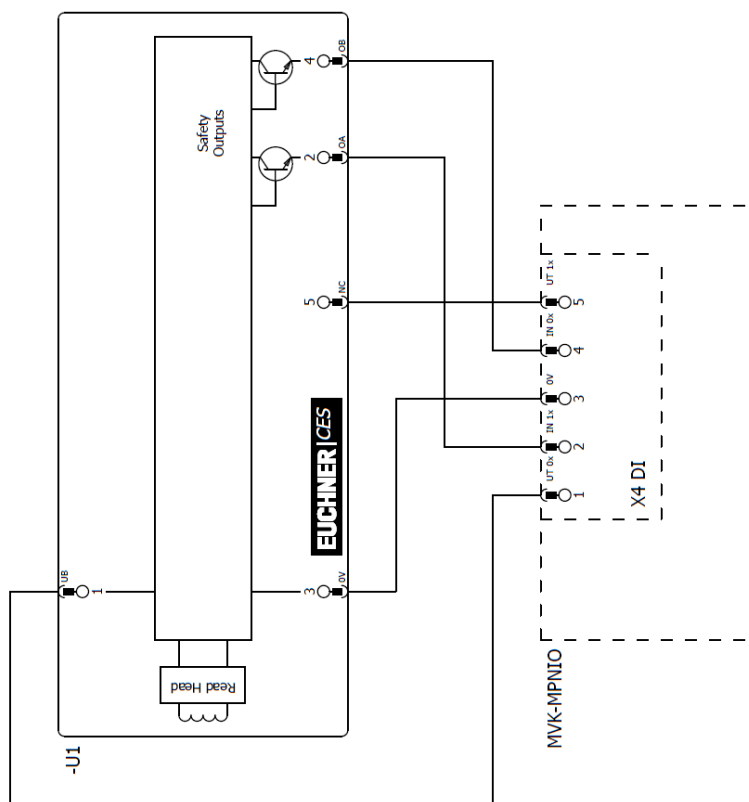 4
OB
Safety
Outputs
2
OA
5
NC
EUCHNER|CES
UB
1
3
0V
Read Head
-U1
UT 1x
5
IN 0x
4
0V
3
IN 1x
2
UT 0x
1
X4 DI
MVK-MPNIO